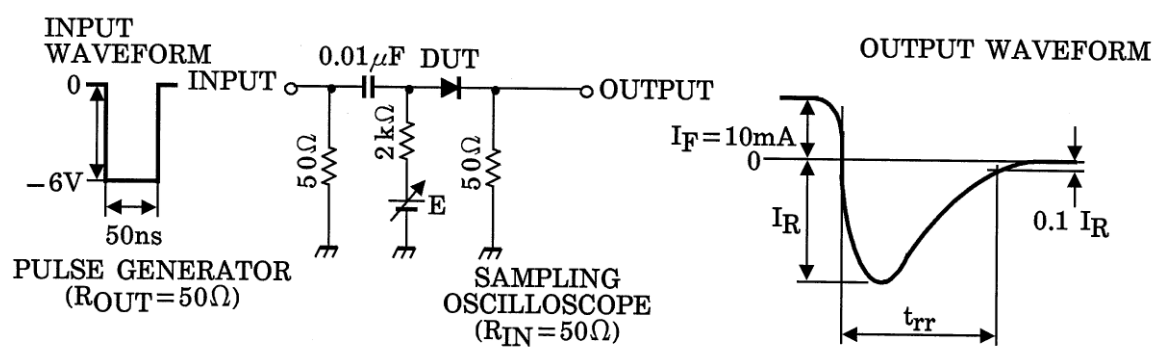 INPUT
WAVEFORM
0
−6V
50ns
PULSE GENERATOR
(ROUT=50Ω)
INPUT
0.01μF
DUT
50Ω
2kΩ
E
50Ω
OUTPUT
SAMPLING
OSCILLOSCOPE
(RIN=50Ω)
OUTPUT WAVEFORM
IF=10mA
0
IR
0.1 IR
trr